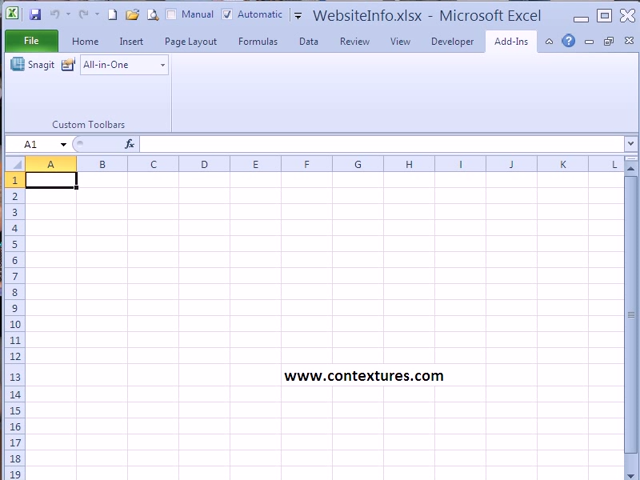 Manual Automatic WebsiteInfo.xlsx - Microsoft Excel
File Home Insert Page Layout Formulas Data Review View Developer Add-Ins
Snagit All-in-One
Custom Toolbars
A1 fx
A B C D E F G H I J K L
1
2
3
4
5
6
7
8
9
10
11
12
13 www.contextures.com
14
15
16
17
18
19